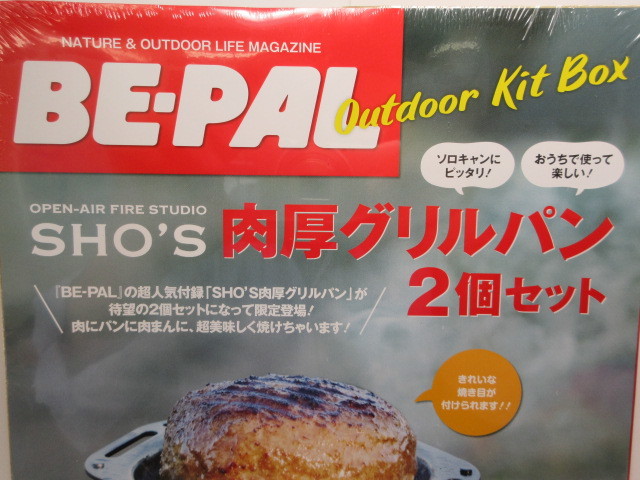 NATURE & OUTDOOR LIFE MAGAZINE
BE-PAL
Outdoor Kit Box
ソロキャンに
ピッタリ!
おうちで使って
楽しい!
OPEN-AIR FIRE STUDIO
SHO'S
肉厚グリルパン
2個セット
『BE-PAL』の超人気付録「SHO'S肉厚グリルパン」が
待望の2個セットになって限定登場!
肉にパンに肉まんに、超美味しく焼けちゃいます!
きれいな
焼き目が
付けられます!!